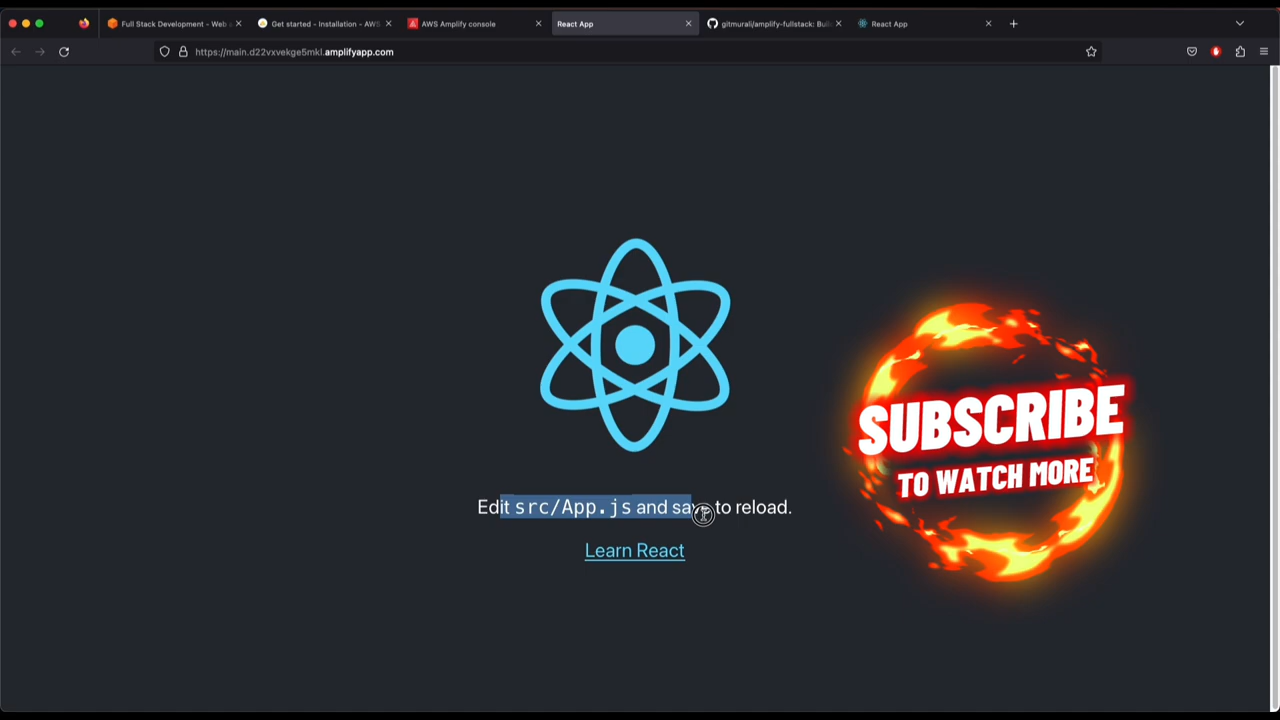 Full Stack Development - Web
Get started - Installation - AWS
AWS Amplify console
React App
gitmurali/amplify-fullstack: Buil
React App
https://main.d22vxvekge5mkl.amplifyapp.com
SUBSCRIBE
TO WATCH MORE
Edit src/App.js and save to reload.
Learn React